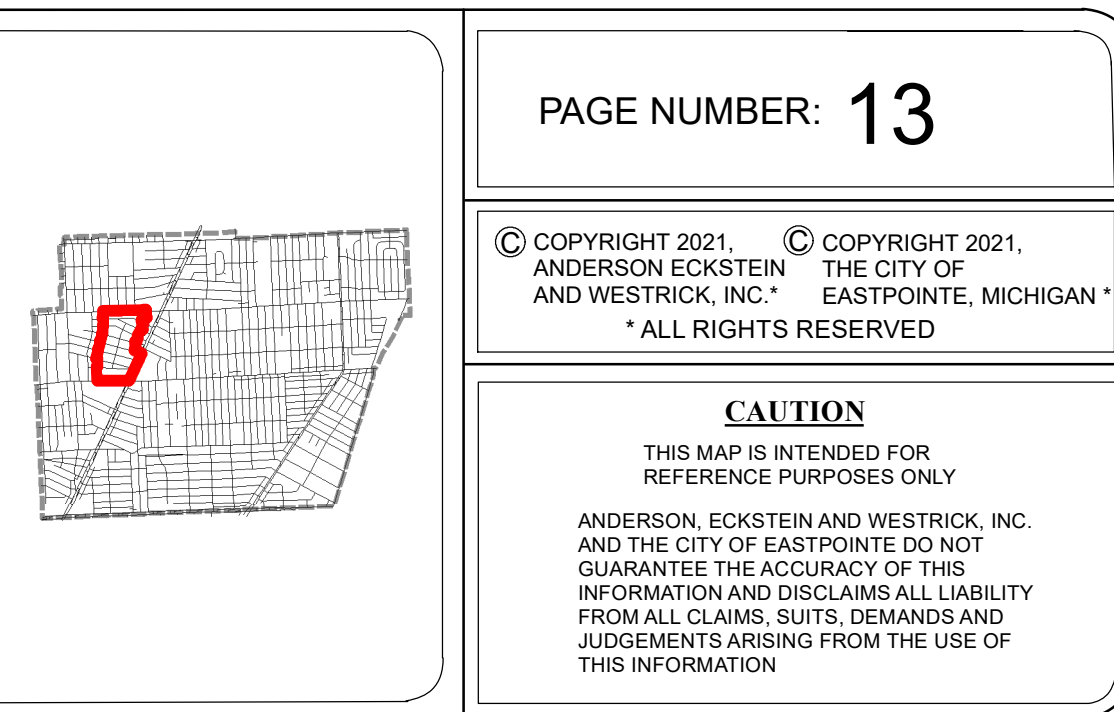 PAGE NUMBER: 13
© COPYRIGHT 2021,
ANDERSON ECKSTEIN
AND WESTRICK, INC.*
© COPYRIGHT 2021,
THE CITY OF
EASTPOINTE, MICHIGAN *
* ALL RIGHTS RESERVED
CAUTION
THIS MAP IS INTENDED FOR
REFERENCE PURPOSES ONLY
ANDERSON, ECKSTEIN AND WESTRICK, INC.
AND THE CITY OF EASTPOINTE DO NOT
GUARANTEE THE ACCURACY OF THIS
INFORMATION AND DISCLAIMS ALL LIABILITY
FROM ALL CLAIMS, SUITS, DEMANDS AND
JUDGEMENTS ARISING FROM THE USE OF
THIS INFORMATION